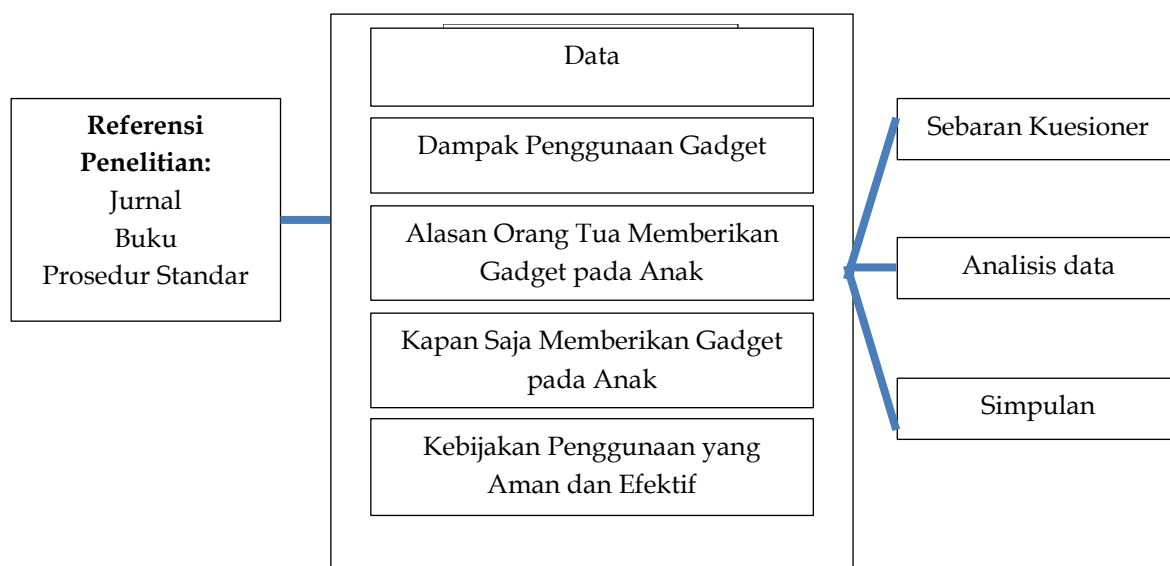 Referensi
Penelitian:
Jurnal
Buku
Prosedur Standar
Data
Dampak Penggunaan Gadget
Alasan Orang Tua Memberikan
Gadget pada Anak
Kapan Saja Memberikan Gadget
pada Anak
Kebijakan Penggunaan yang
Aman dan Efektif
Sebaran Kuesioner
Analisis data
Simpulan